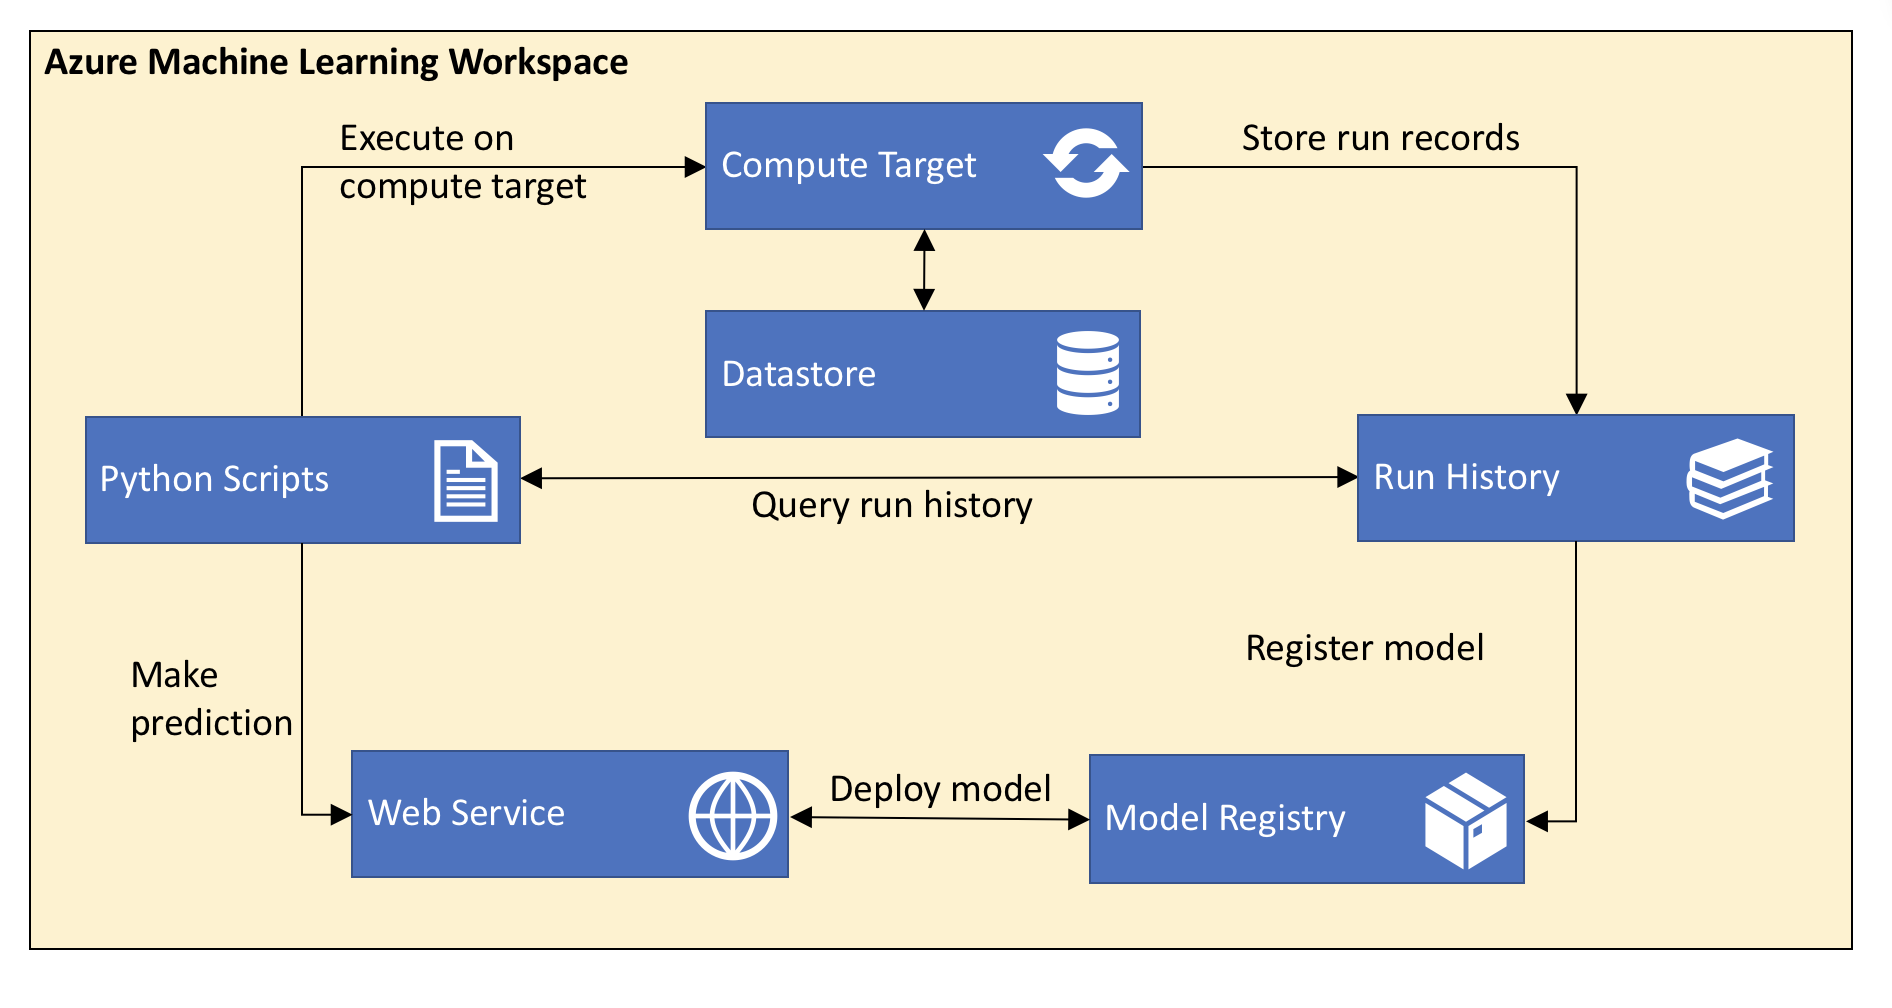 Azure Machine Learning Workspace
Execute on
compute target
Compute Target
Store run records
Datastore
Python Scripts
Query run history
Run History
Make
prediction
Register model
Web Service
Deploy model
Model Registry